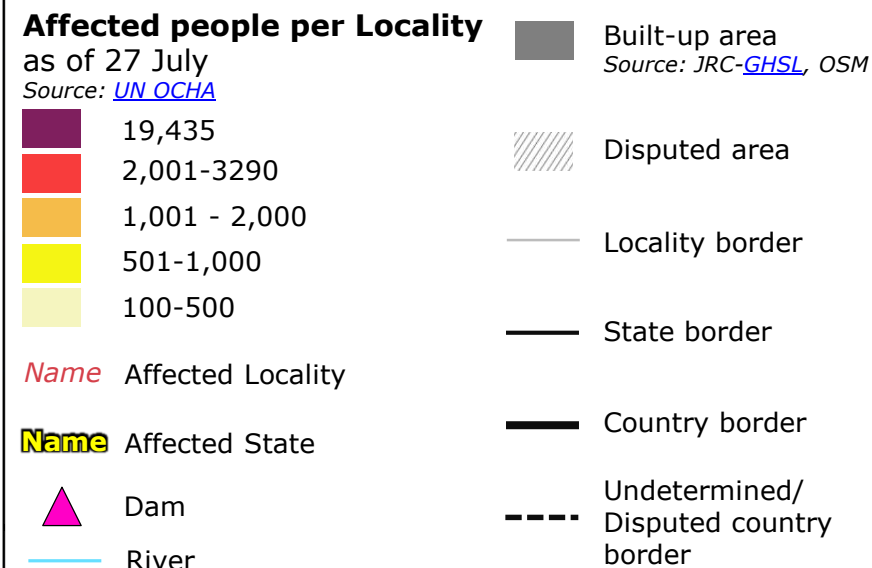 Affected people per Locality
as of 27 July
Source: UN OCHA
19,435
2,001-3290
1,001 - 2,000
501-1,000
100-500
Name Affected Locality
Name Affected State
Dam
River
Built-up area
Source: JRC-GHSL, OSM
Disputed area
Locality border
State border
Country border
Undetermined/
Disputed country
border